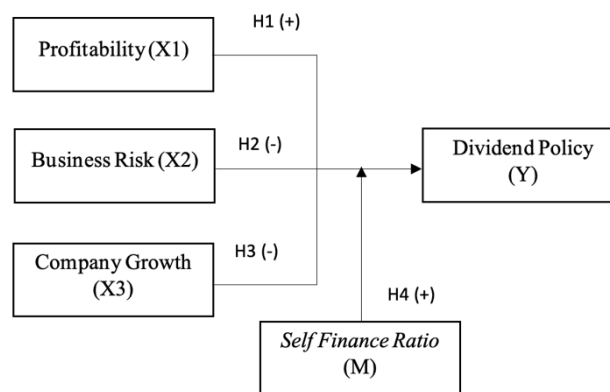 H1 (+)
Profitability (X1)
H2 (-)
Business Risk (X2)
Dividend Policy
(Y)
H3 (-)
Company Growth
(X3)
H4 (+)
Self Finance Ratio
(M)